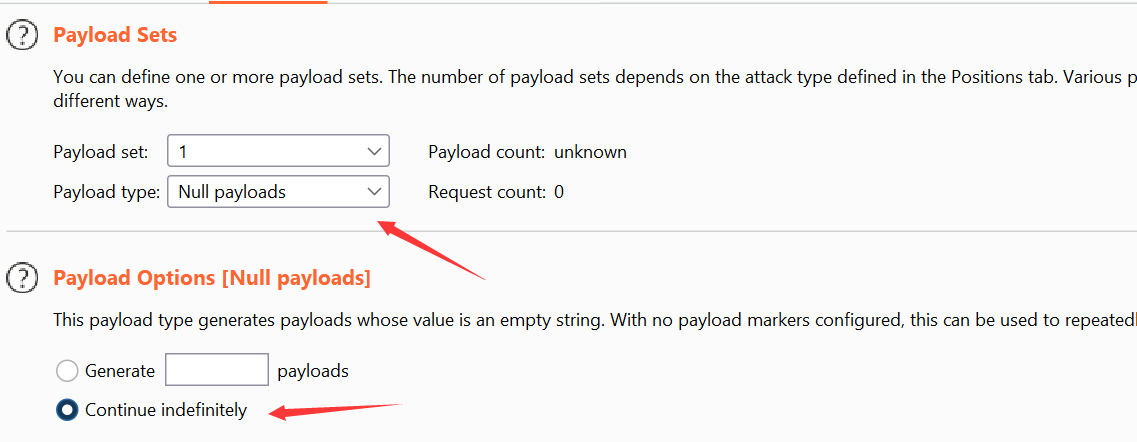 Payload Sets
You can define one or more payload sets. The number of payload sets depends on the attack type defined in the Positions tab. Various p
different ways.
Payload set: 1 Payload count: unknown
Payload type: Null payloads Request count: 0
Payload Options [Null payloads]
This payload type generates payloads whose value is an empty string. With no payload markers configured, this can be used to repeatedl
Generate payloads
Continue indefinitely